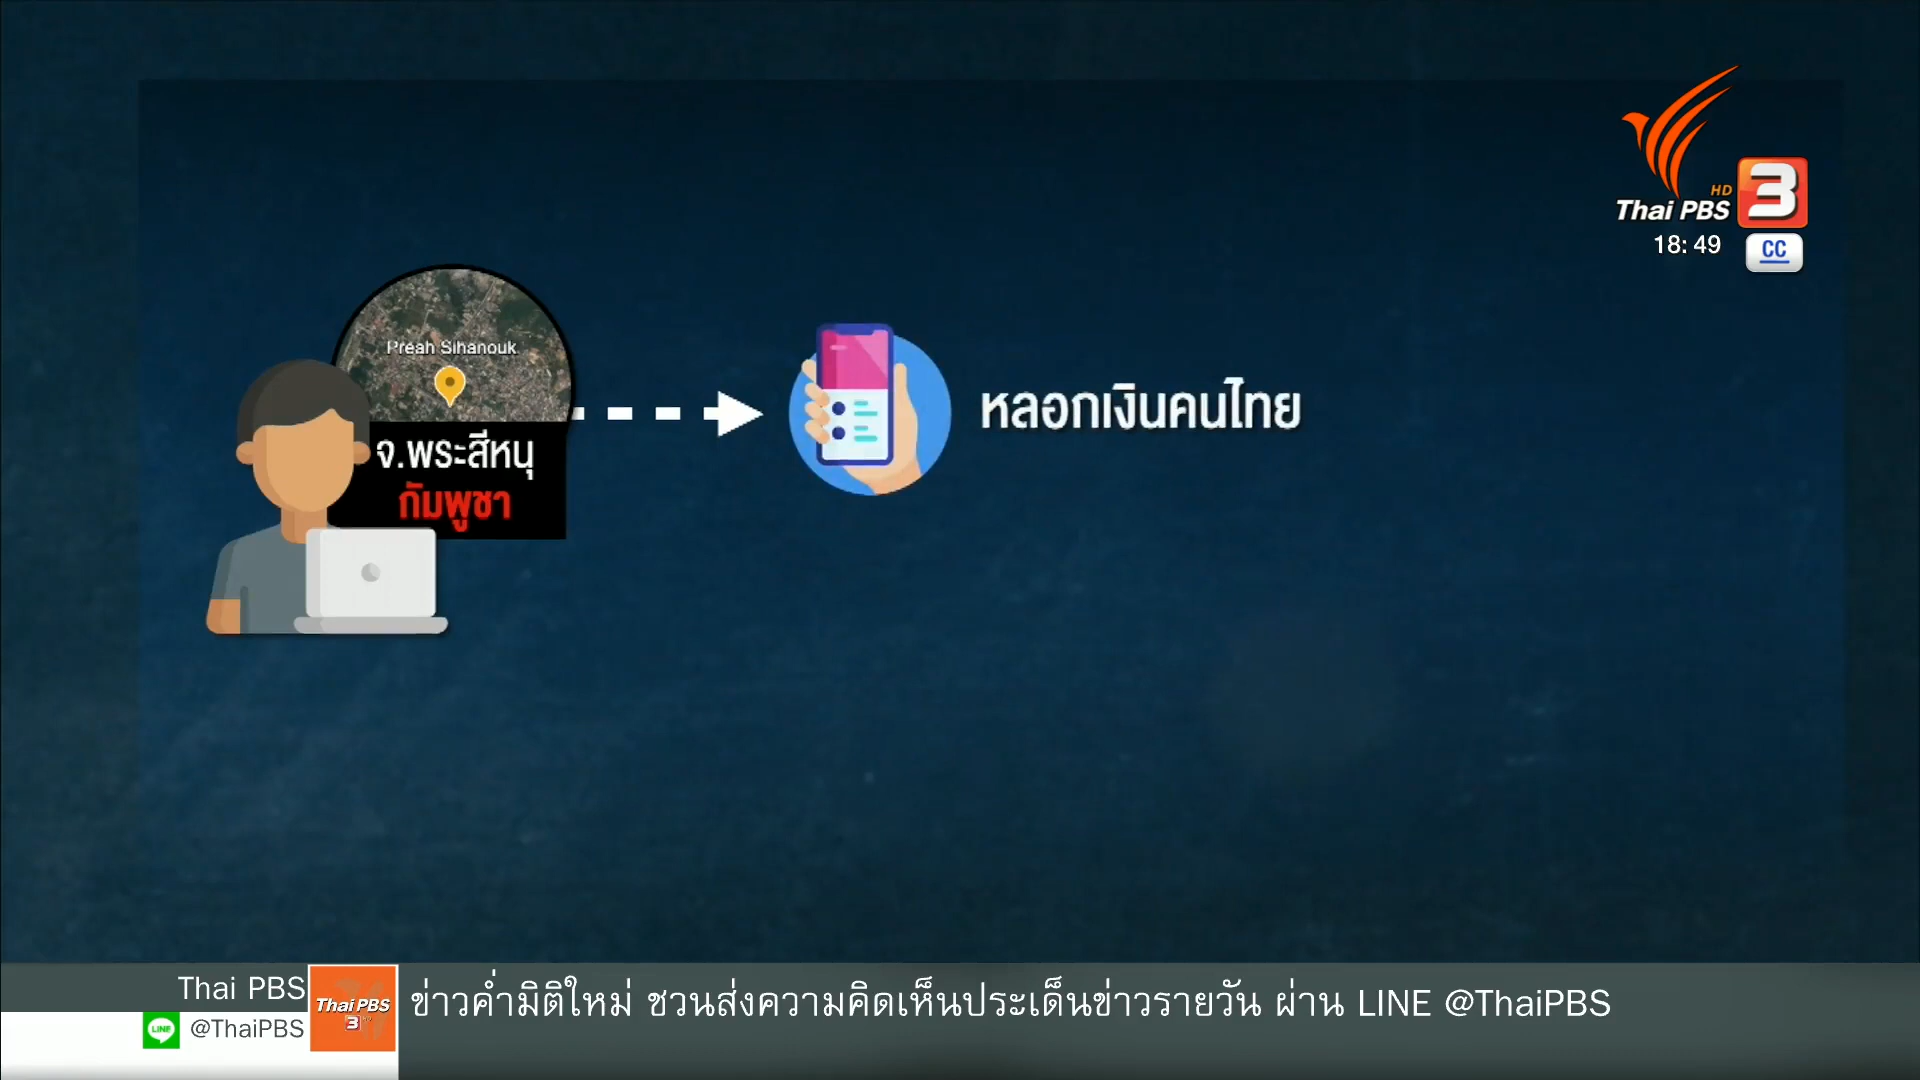 HD
Thai PBS 3
18:49
CC
Preah Sihanouk
จ.พระสีหนุ
กัมพูชา
หลอกเงินคนไทย
Thai PBS
LINE @ThaiPBS
Thai PBS
3
ข่าวค่ำมิติใหม่ ชวนส่งความคิดเห็นประเด็นข่าวรายวัน ผ่าน LINE @ThaiPBS